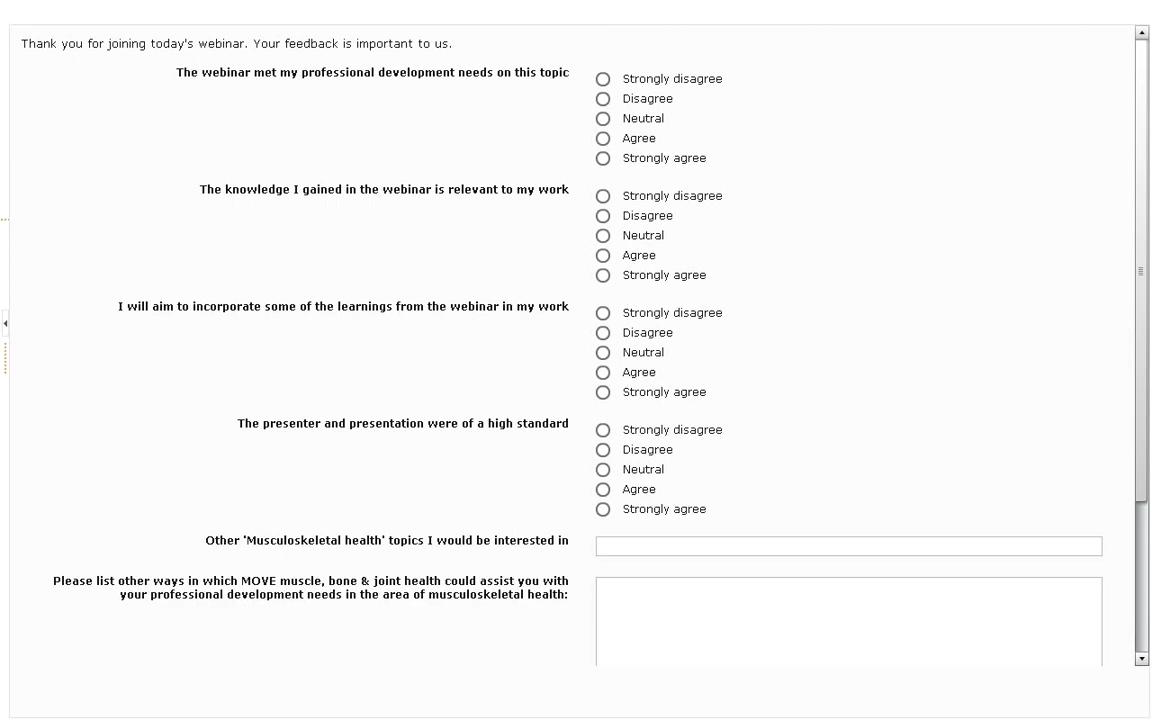 Thank you for joining today's webinar. Your feedback is important to us.
The webinar met my professional development needs on this topic
Strongly disagree
Disagree
Neutral
Agree
Strongly agree
The knowledge I gained in the webinar is relevant to my work
Strongly disagree
Disagree
Neutral
Agree
Strongly agree
I will aim to incorporate some of the learnings from the webinar in my work
Strongly disagree
Disagree
Neutral
Agree
Strongly agree
The presenter and presentation were of a high standard
Strongly disagree
Disagree
Neutral
Agree
Strongly agree
Other 'Musculoskeletal health' topics I would be interested in
Please list other ways in which MOVE muscle, bone & joint health could assist you with
your professional development needs in the area of musculoskeletal health: